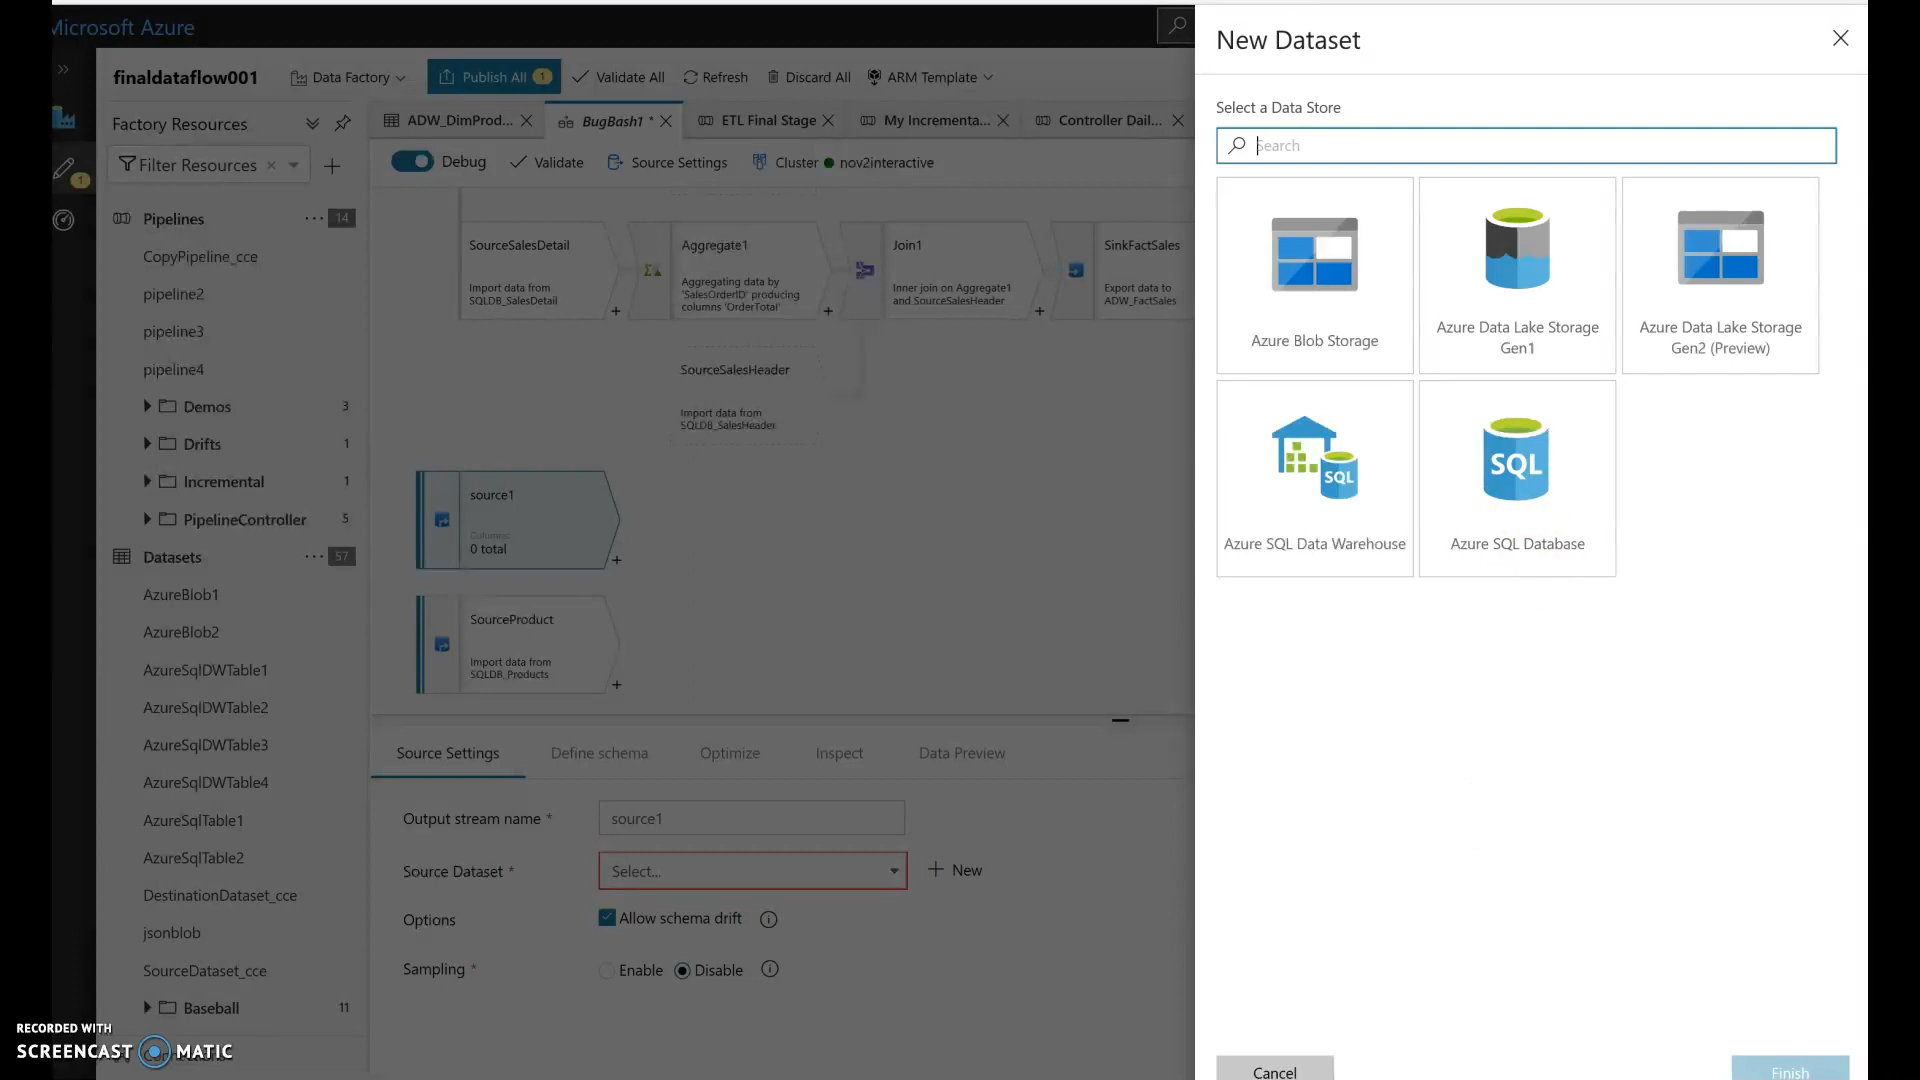 Microsoft Azure
finaldataflow001
Data Factory
Publish All 1
Validate All
Refresh
Discard All
ARM Template
Factory Resources
Filter Resources
1
Pipelines
14
CopyPipeline_cce
pipeline2
pipeline3
pipeline4
Demos 3
Drifts 1
Incremental 1
PipelineController 5
Datasets
57
AzureBlob1
AzureBlob2
AzureSqlDWTable1
AzureSqlDWTable2
AzureSqlDWTable3
AzureSqlDWTable4
AzureSqlTable1
AzureSqlTable2
DestinationDataset_cce
jsonblob
SourceDataset_cce
Baseball 11
ADW_DimProd...
BugBash1 *
ETL Final Stage
My Incrementa...
Controller Dail...
Debug
Validate
Source Settings
Cluster nov2interactive
SourceSalesDetail
Import data from
SQLDB_SalesDetail
Aggregate1
Aggregating data by
'SalesOrderID' producing
columns 'OrderTotal'
Join1
Inner join on Aggregate1
and SourceSalesHeader
SinkFactSales
Export data to
ADW_FactSales
SourceSalesHeader
Import data from
SQLDB_SalesHeader
source1
Columns:
0 total
SourceProduct
Import data from
SQLDB_Products
Source Settings
Define schema
Optimize
Inspect
Data Preview
Output stream name *
source1
Source Dataset *
Select...
+ New
Options
Allow schema drift
Sampling *
Enable
Disable
New Dataset
Select a Data Store
Search
Azure Blob Storage
Azure Data Lake Storage
Gen1
Azure Data Lake Storage
Gen2 (Preview)
SQL
Azure SQL Data Warehouse
SQL
Azure SQL Database
Cancel
Finish
RECORDED WITH
SCREENCAST MATIC